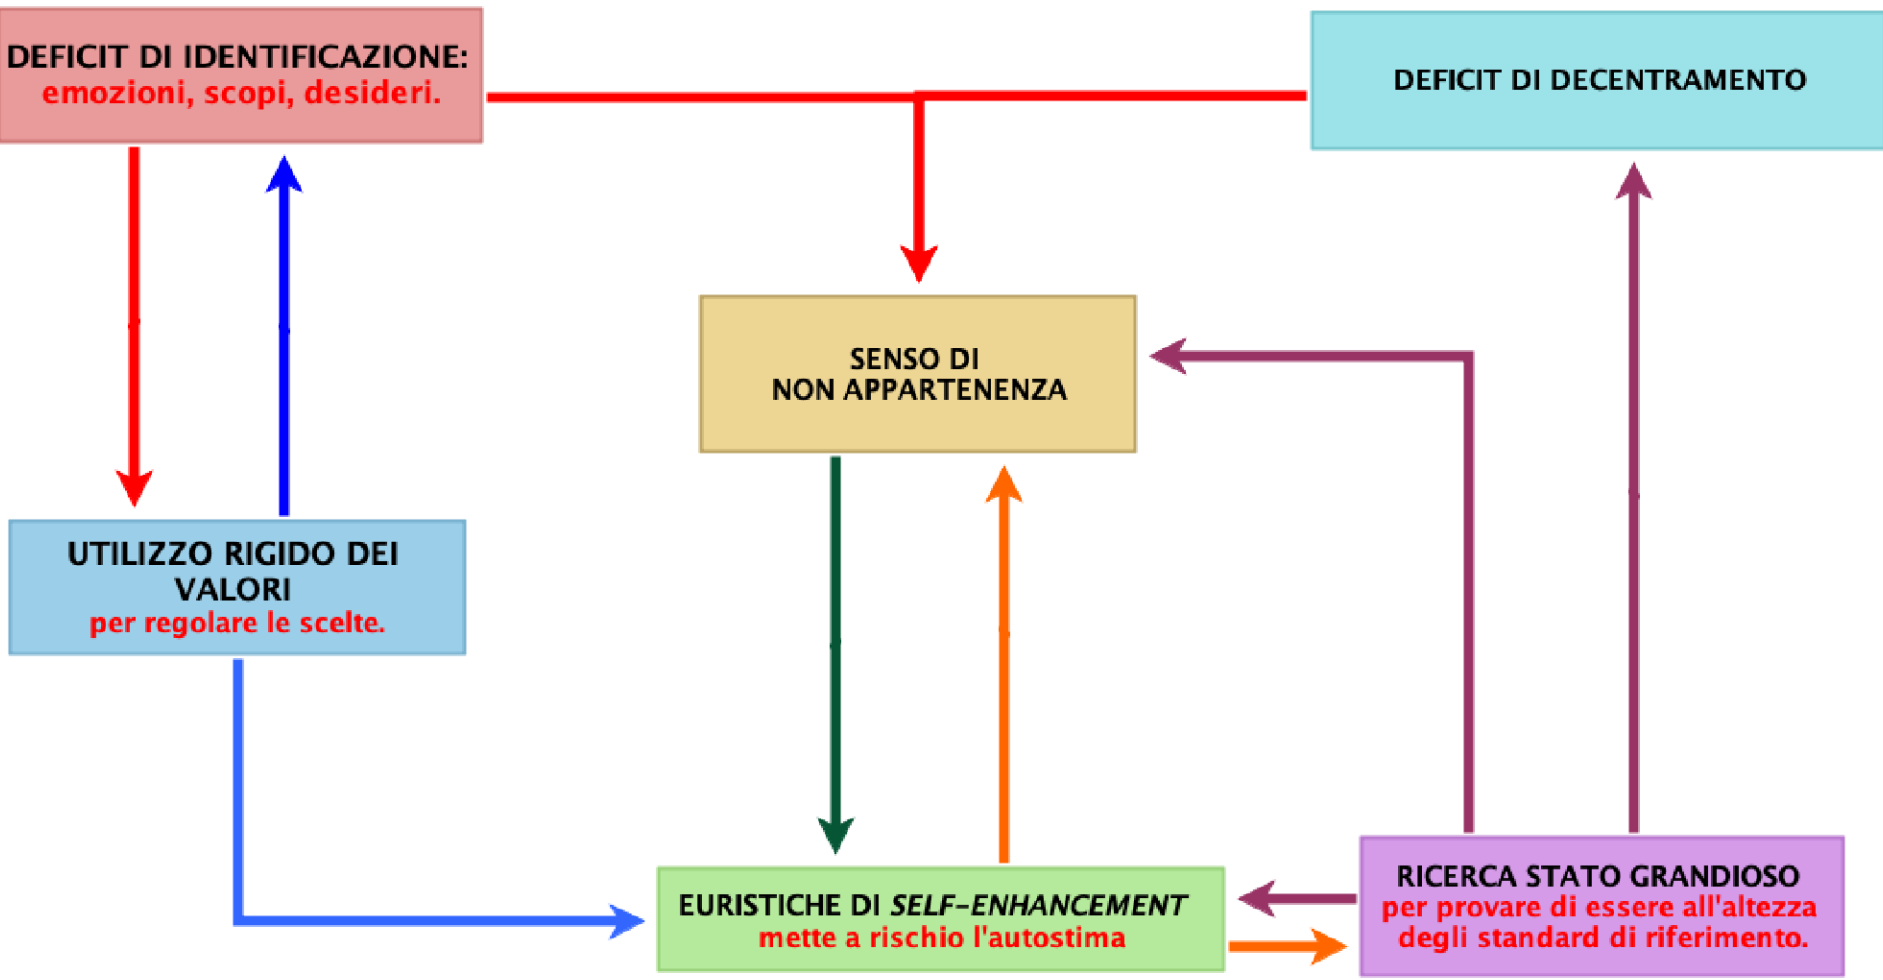 DEFICIT DI IDENTIFICAZIONE:
emozioni, scopi, desideri.
DEFICIT DI DECENTRAMENTO
SENSO DI
NON APPARTENENZA
UTILIZZO RIGIDO DEI
VALORI
per regolare le scelte.
EURISTICHE DI SELF-ENHANCEMENT
mette a rischio l'autostima
RICERCA STATO GRANDIOSO
per provare di essere all'altezza
degli standard di riferimento.